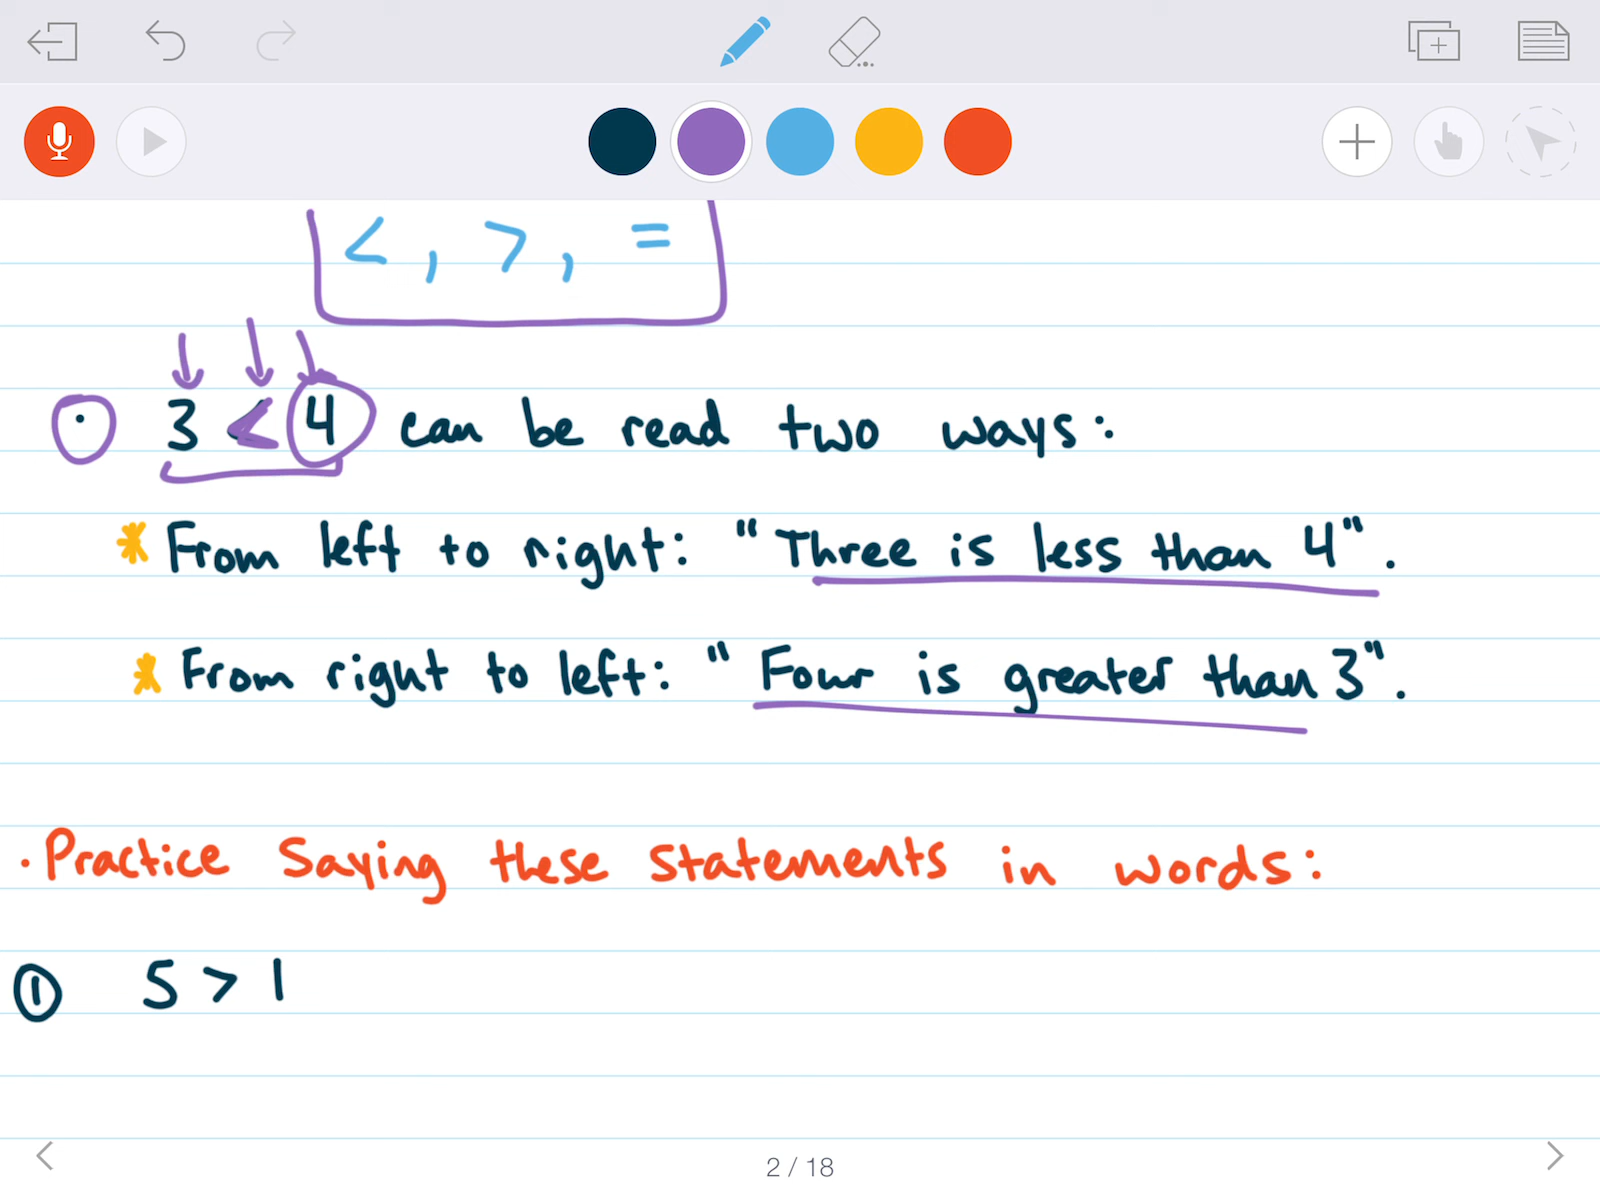 <, >, =
· 3 < 4 can be read two ways:
* From left to right: "Three is less than 4".
* From right to left: "Four is greater than 3".
· Practice Saying these statements in words:
① 5 > 1
2 / 18